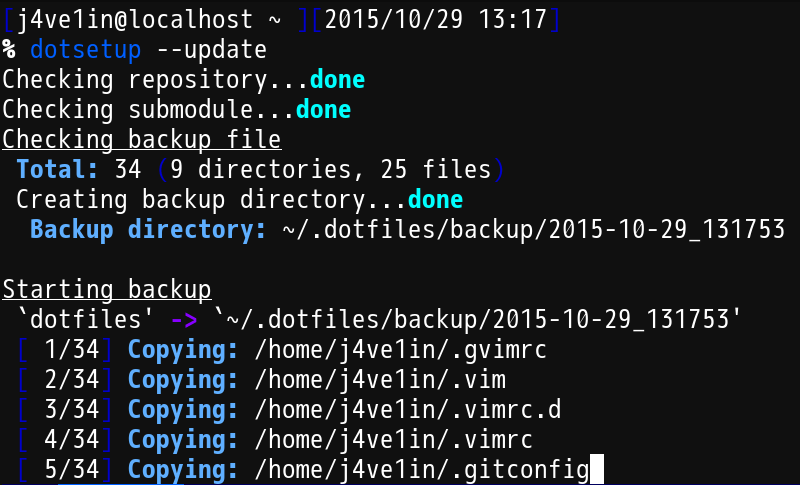 [j4ve1in@localhost ~ ][2015/10/29 13:17]
% dotsetup --update
Checking repository...done
Checking submodule...done
Checking backup file
 Total: 34 (9 directories, 25 files)
 Creating backup directory...done
  Backup directory: ~/.dotfiles/backup/2015-10-29_131753

Starting backup
 `dotfiles' -> `~/.dotfiles/backup/2015-10-29_131753'
 [ 1/34] Copying: /home/j4ve1in/.gvimrc
 [ 2/34] Copying: /home/j4ve1in/.vim
 [ 3/34] Copying: /home/j4ve1in/.vimrc.d
 [ 4/34] Copying: /home/j4ve1in/.vimrc
 [ 5/34] Copying: /home/j4ve1in/.gitconfig